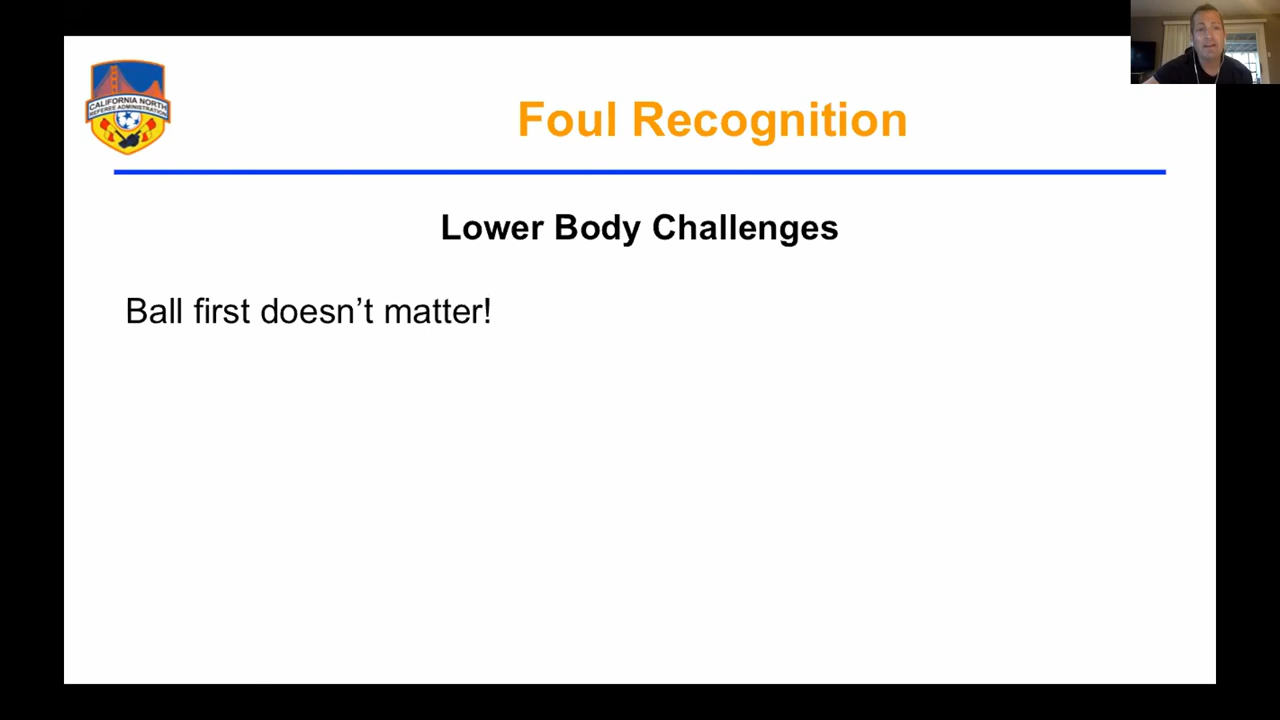 CALIFORNIA NORTH
REFEREE ADMINISTRATION
Foul Recognition
Lower Body Challenges
Ball first doesn’t matter!